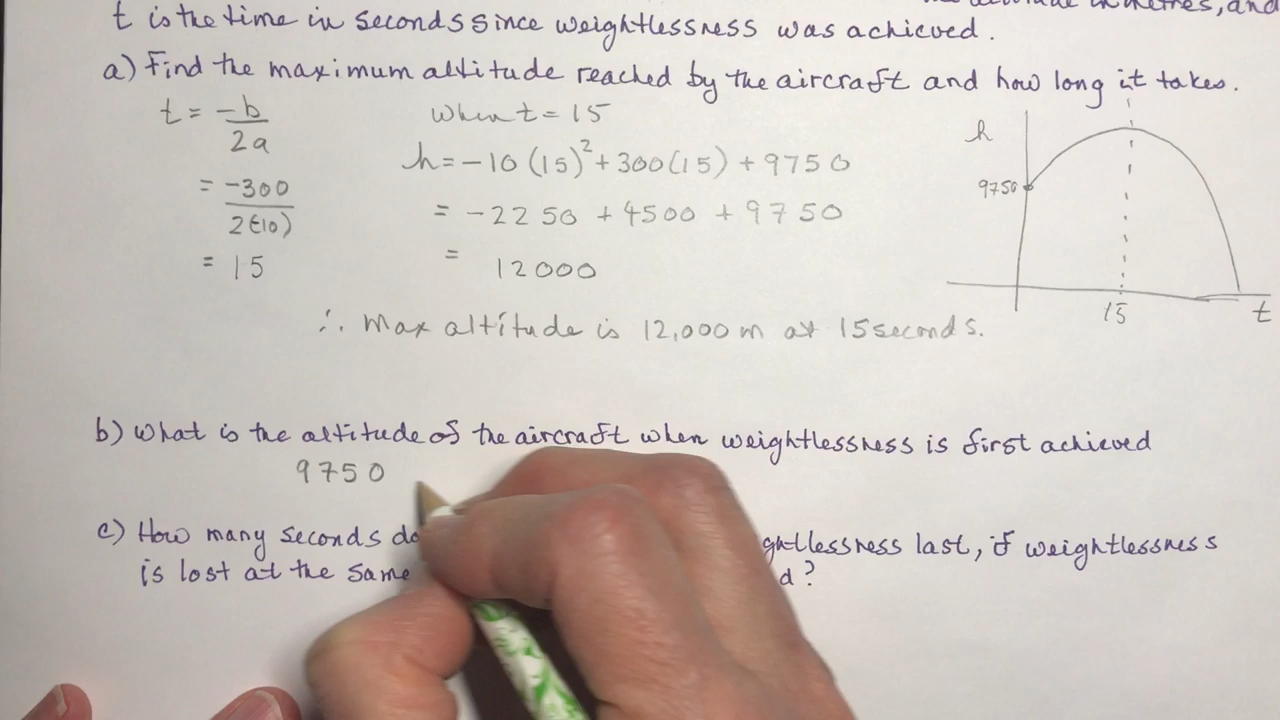 in metres, and
t is the time in seconds since weightlessness was achieved.
a) Find the maximum altitude reached by the aircraft and how long it takes.
t = -b / 2a
= -300 / 2(-10)
= 15
when t = 15
h = -10 (15)² + 300(15) + 9750
= -2250 + 4500 + 9750
= 12000
h
9750
15
t
∴ Max altitude is 12,000 m at 15 seconds.
b) What is the altitude of the aircraft when weightlessness is first achieved
9750
c) How many seconds do ghtlessness last, if weightlessness
is lost at the same d?